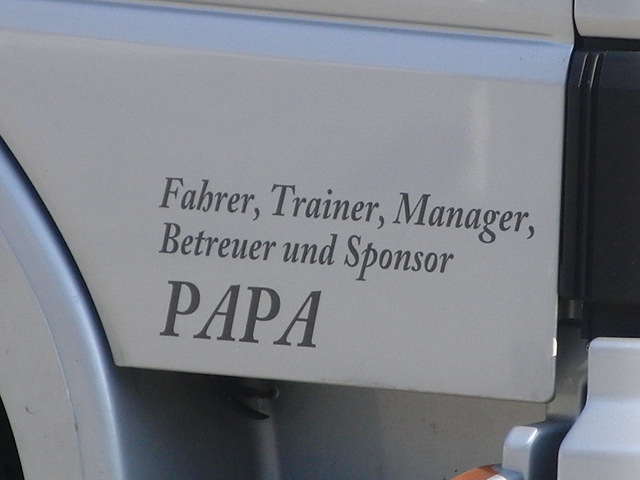 Fahrer, Trainer, Manager,
Betreuer und Sponsor
PAPA